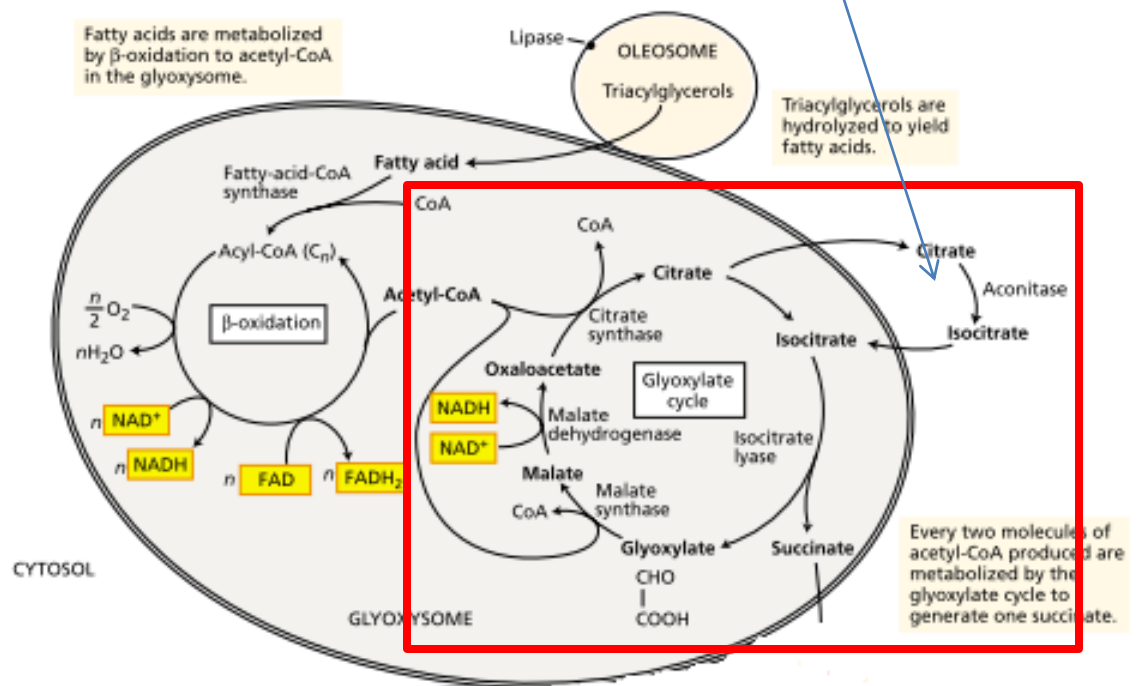 Fatty acids are metabolized
by β-oxidation to acetyl-CoA
in the glyoxysome.
Lipase
OLEOSOME
Triacylglycerols
Triacylglycerols are
hydrolyzed to yield
fatty acids.
Fatty acid
Fatty-acid-CoA
synthase
CoA
Acyl-CoA (Cn)
n/2 O2
nH2O
β-oxidation
n NAD+
n NADH
n FAD
n FADH2
Acetyl-CoA
CoA
Citrate
Citrate
synthase
Citrate
Aconitase
Isocitrate
Isocitrate
Oxaloacetate
Glyoxylate
cycle
NADH
NAD+
Malate
dehydrogenase
Isocitrate
lyase
Malate
Malate
synthase
CoA
Glyoxylate
CHO
|
COOH
Succinate
Every two molecules of
acetyl-CoA produced are
metabolized by the
glyoxylate cycle to
generate one succinate.
CYTOSOL
GLYOXYSOME